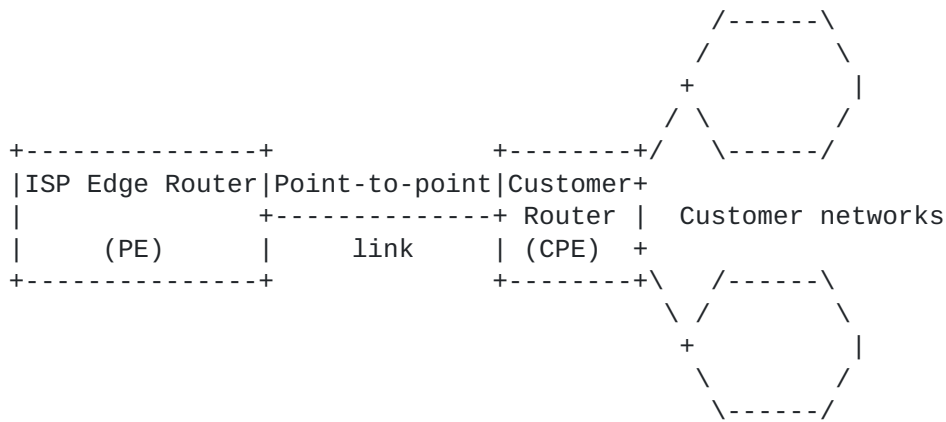 ISP Edge Router Point-to-point Customer
Router Customer networks
(PE) link (CPE)